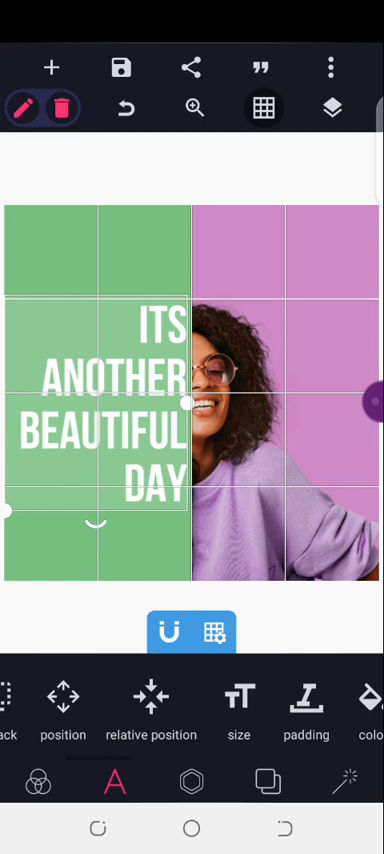 ITS
ANOTHER
BEAUTIFUL
DAY
ack position relative position size padding colo